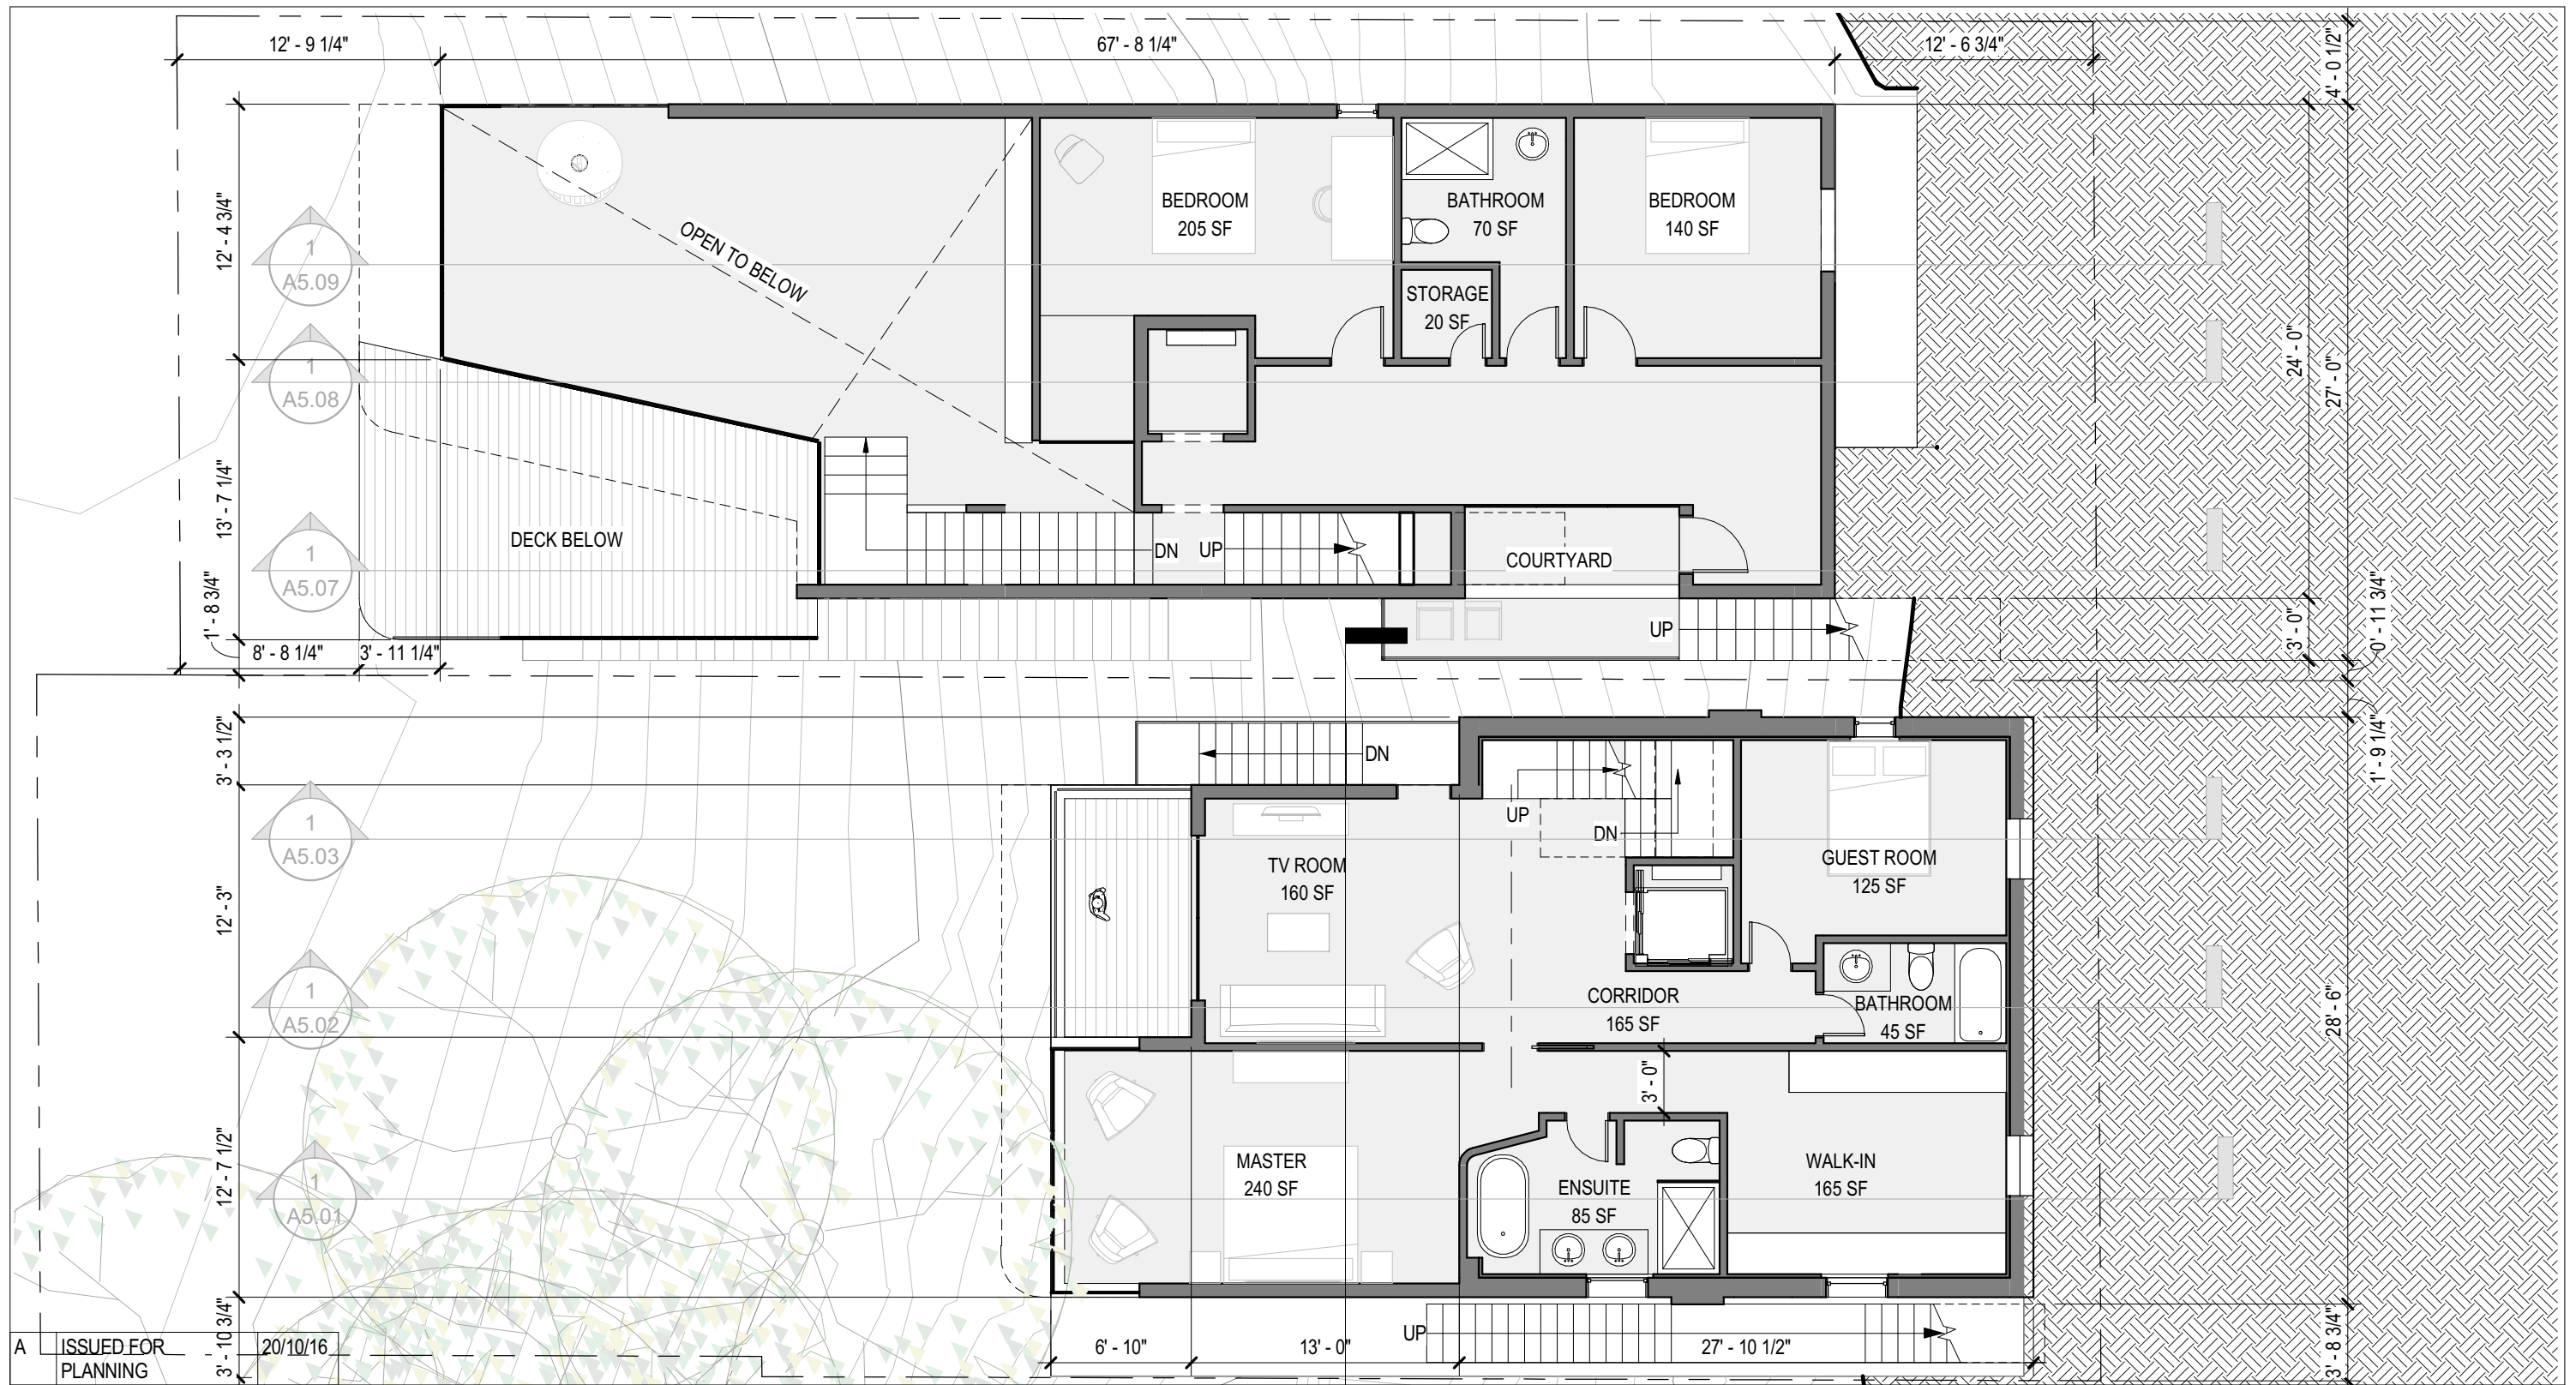 12' - 9 1/4"
67' - 8 1/4"
12' - 6 3/4"
4' - 0 1/2"
12' - 4 3/4"
13' - 7 1/4"
1' - 8 3/4"
8' - 8 1/4"
3' - 11 1/4"
24' - 0"
27' - 0"
3' - 0"
0' - 11 3/4"
1' - 9 1/4"
1
A5.09
1
A5.08
1
A5.07
OPEN TO BELOW
DECK BELOW
BEDROOM
205 SF
BATHROOM
70 SF
STORAGE
20 SF
BEDROOM
140 SF
DN
UP
COURTYARD
UP
3' - 3 1/2"
12' - 3"
12' - 7 1/2"
3' - 10 3/4"
1
A5.03
1
A5.02
1
A5.01
DN
UP
DN
TV ROOM
160 SF
GUEST ROOM
125 SF
CORRIDOR
165 SF
BATHROOM
45 SF
28' - 6"
3' - 0"
MASTER
240 SF
ENSUITE
85 SF
WALK-IN
165 SF
UP
6' - 10"
13' - 0"
27' - 10 1/2"
3' - 8 3/4"
A ISSUED FOR 20/10/16
PLANNING